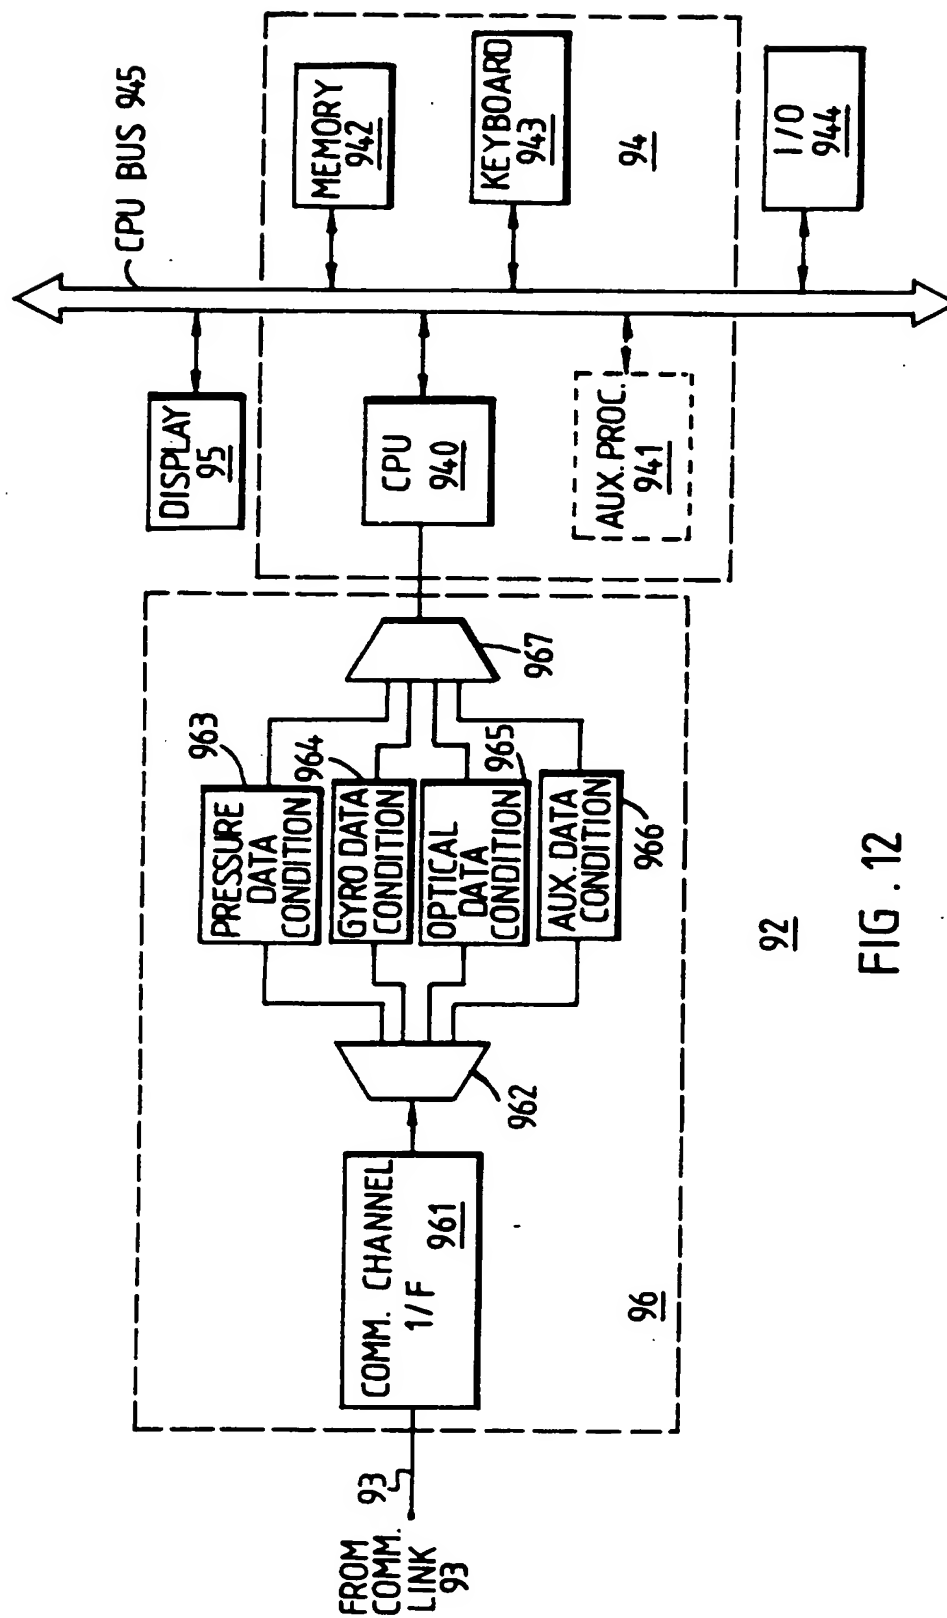 FROM
COMM.
LINK
93
93
COMM. CHANNEL
1/F
961
962
PRESSURE
DATA
CONDITION
963
GYRO DATA
CONDITION
964
OPTICAL
DATA
CONDITION
965
AUX. DATA
CONDITION
966
967
96
DISPLAY
95
CPU BUS 945
CPU
940
AUX. PROC.
941
MEMORY
942
KEYBOARD
943
94
I/O
944
92
FIG. 12